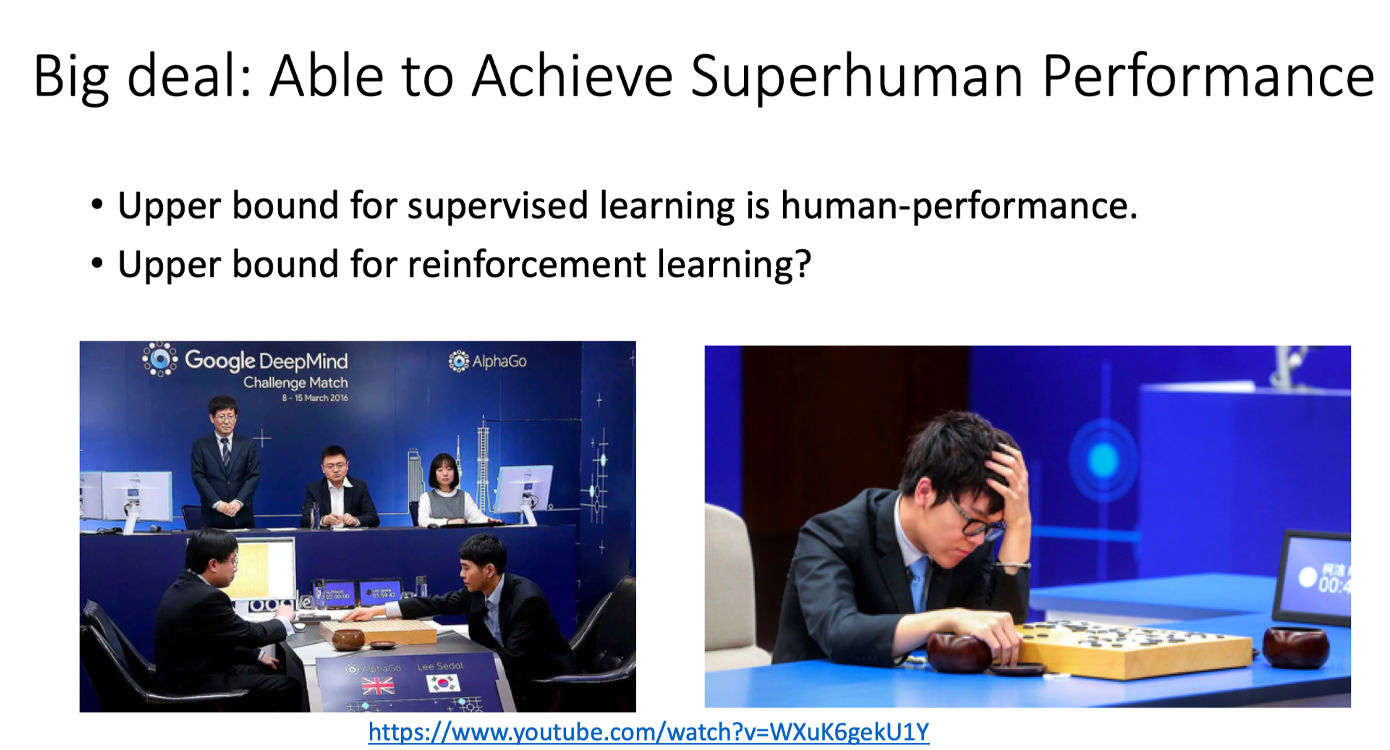 Big deal: Able to Achieve Superhuman Performance
• Upper bound for supervised learning is human-performance.
• Upper bound for reinforcement learning?
Google DeepMind
Challenge Match
8 - 15 March 2016
AlphaGo
AlphaGo
Lee Sedol
柯洁
https://www.youtube.com/watch?v=WXuK6gekU1Y